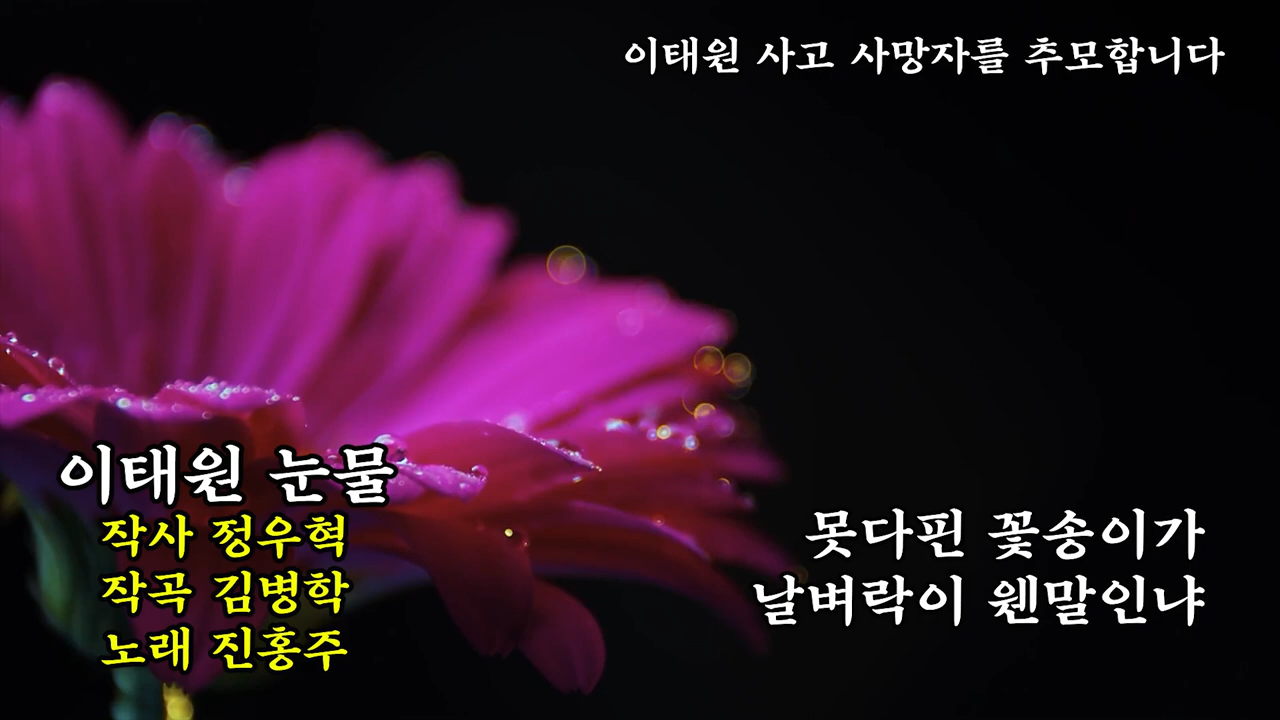 이태원 사고 사망자를 추모합니다
이태원 눈물
작사 정우혁
작곡 김병학
노래 진홍주
못다핀 꽃송이가
날벼락이 웬말인냐